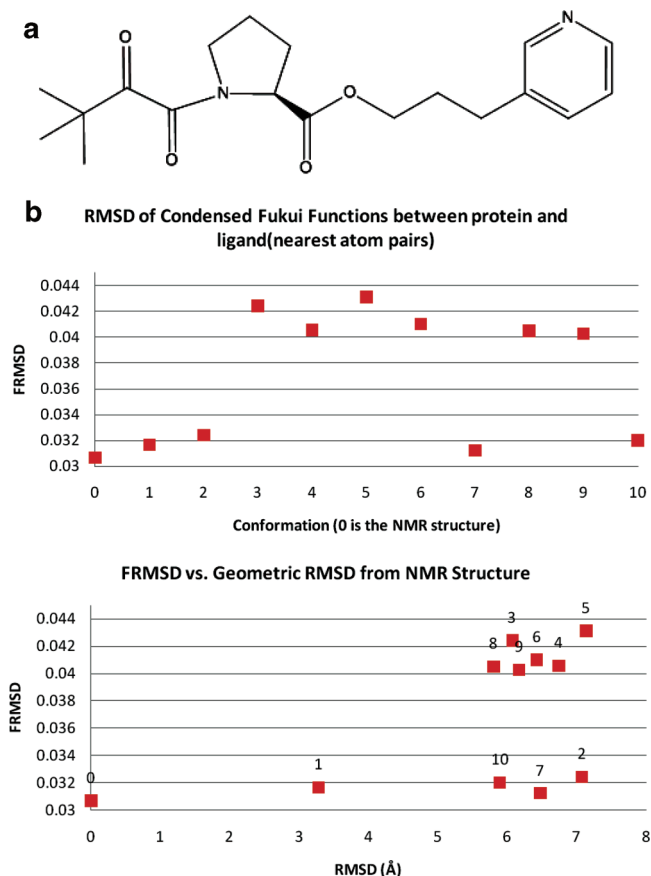 a
N
O
O
N
O
O
b
RMSD of Condensed Fukui Functions between protein and
ligand(nearest atom pairs)
FRMSD
0.044
0.042
0.04
0.038
0.036
0.034
0.032
0.03
0 1 2 3 4 5 6 7 8 9 10
Conformation (0 is the NMR structure)
FRMSD vs. Geometric RMSD from NMR Structure
FRMSD
0.044
0.042
0.04
0.038
0.036
0.034
0.032
0.03
5
3
8 9 6 4
0
1
10
7
2
0 1 2 3 4 5 6 7 8
RMSD (Å)